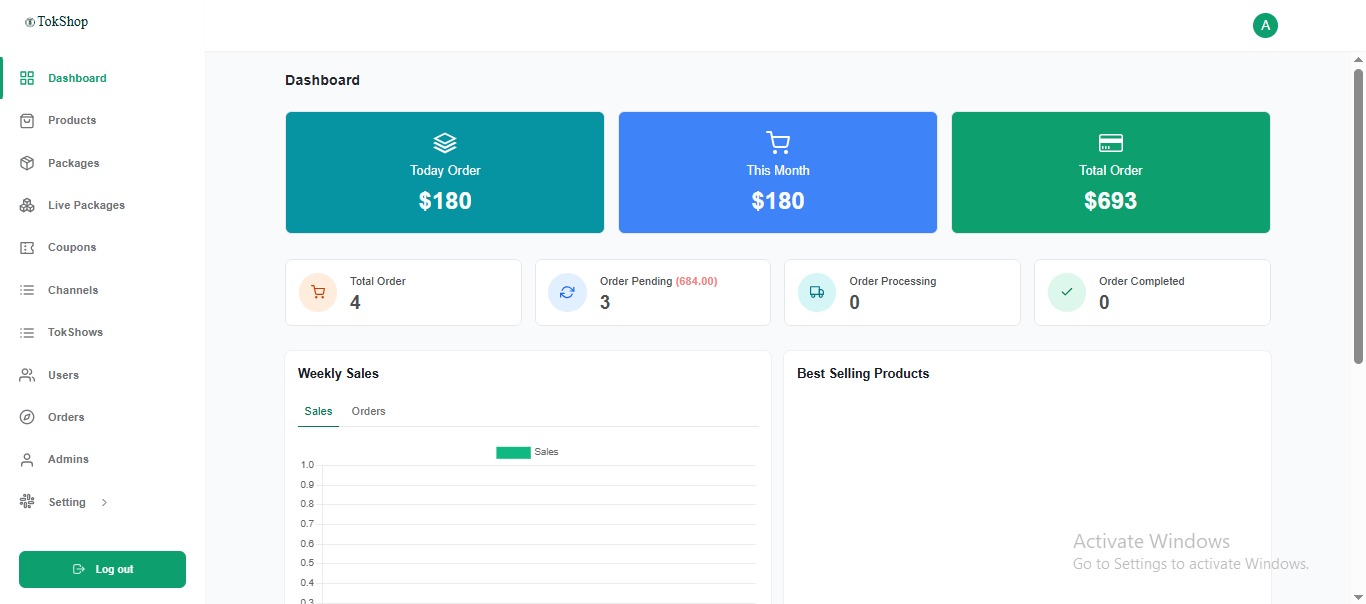 TokShop
A
Dashboard
Products
Packages
Live Packages
Coupons
Channels
TokShows
Users
Orders
Admins
Setting
Log out
Dashboard
Today Order
$180
This Month
$180
Total Order
$693
Total Order
4
Order Pending (684.00)
3
Order Processing
0
Order Completed
0
Weekly Sales
Sales Orders
Sales
1.0
0.9
0.8
0.7
0.6
0.5
0.4
0.3
Best Selling Products
Activate Windows
Go to Settings to activate Windows.